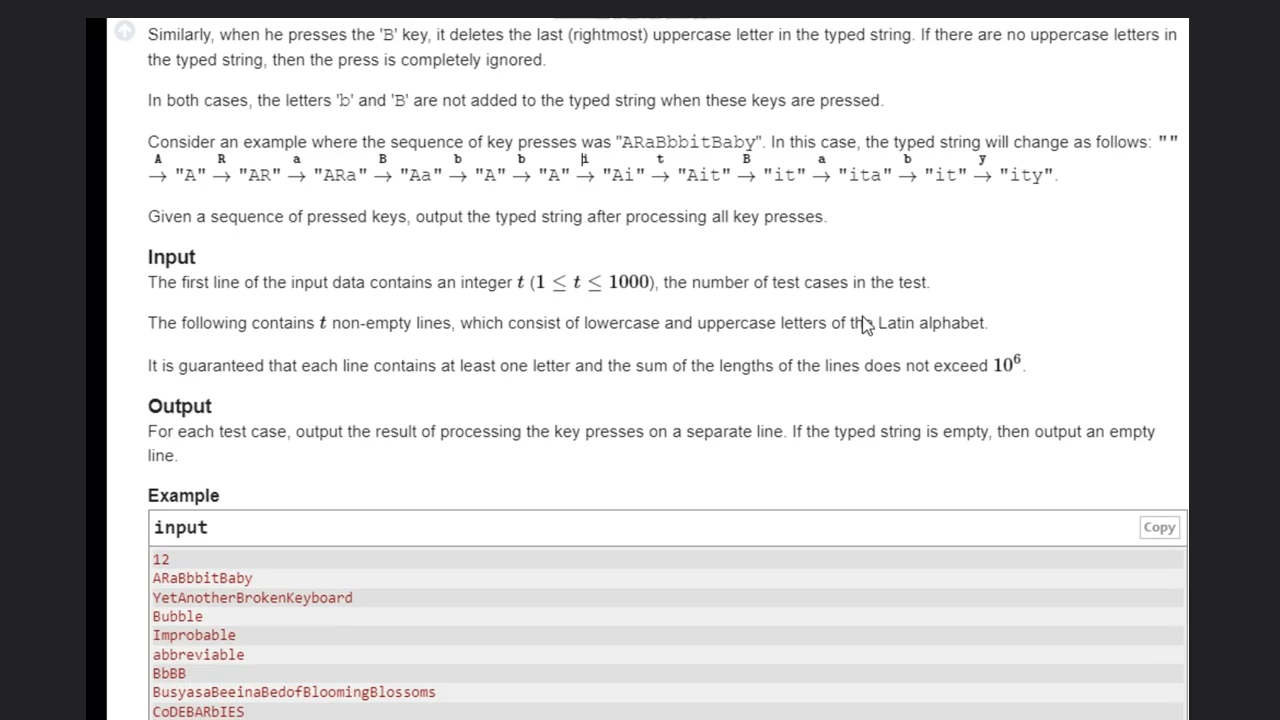 Similarly, when he presses the 'B' key, it deletes the last (rightmost) uppercase letter in the typed string. If there are no uppercase letters in
the typed string, then the press is completely ignored.
In both cases, the letters 'b' and 'B' are not added to the typed string when these keys are pressed.
Consider an example where the sequence of key presses was "ARaBbbitBaby". In this case, the typed string will change as follows: ""
A R a B b b i t B a b y
→ "A" → "AR" → "ARa" → "Aa" → "A" → "A" → "Ai" → "Ait" → "it" → "ita" → "it" → "ity".
Given a sequence of pressed keys, output the typed string after processing all key presses.
Input
The first line of the input data contains an integer t (1 ≤ t ≤ 1000), the number of test cases in the test.
The following contains t non-empty lines, which consist of lowercase and uppercase letters of the Latin alphabet.
It is guaranteed that each line contains at least one letter and the sum of the lengths of the lines does not exceed 10⁶.
Output
For each test case, output the result of processing the key presses on a separate line. If the typed string is empty, then output an empty
line.
Example
input
Copy
12
ARaBbbitBaby
YetAnotherBrokenKeyboard
Bubble
Improbable
abbreviable
BbBB
BusyasaBeeinaBedofBloomingBlossoms
CoDEBARbIES